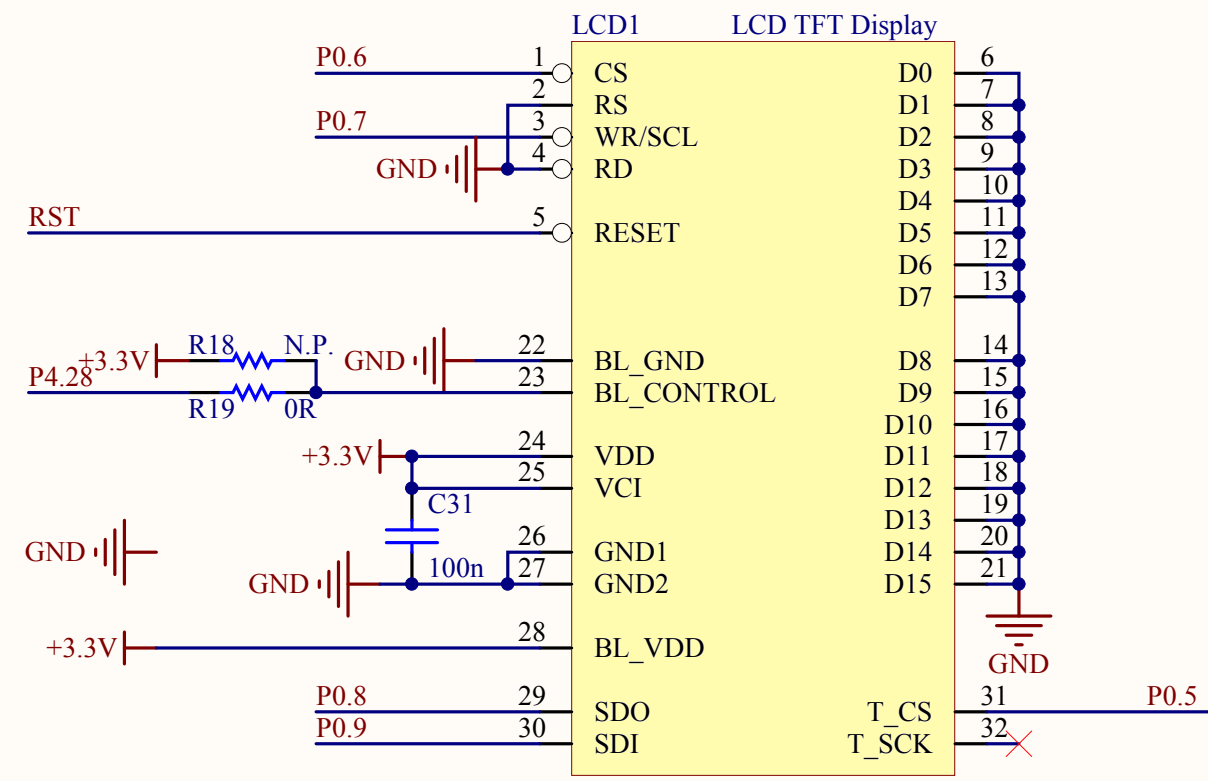 LCD1 LCD TFT Display
P0.6 1 CS D0 6
2 RS D1 7
P0.7 3 WR/SCL D2 8
GND 4 RD D3 9
D4 10
RST 5 RESET D5 11
D6 12
D7 13
+3.3V R18 N.P. GND 22 BL_GND D8 14
P4.28 R19 0R 23 BL_CONTROL D9 15
D10 16
+3.3V 24 VDD D11 17
25 VCI D12 18
C31 D13 19
GND 26 GND1 D14 20
GND 100n 27 GND2 D15 21
+3.3V 28 BL_VDD GND
P0.8 29 SDO T_CS 31 P0.5
P0.9 30 SDI T_SCK 32